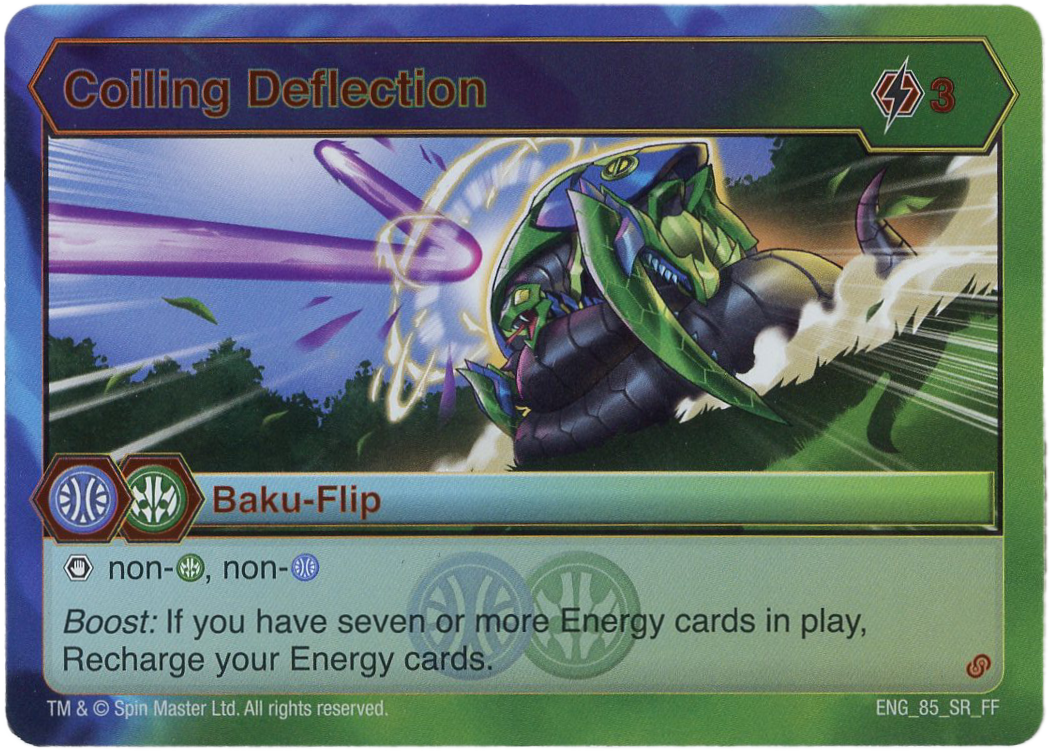 Coiling Deflection 3
Baku-Flip
non- , non-
Boost: If you have seven or more Energy cards in play,
Recharge your Energy cards.
TM & © Spin Master Ltd. All rights reserved. ENG_85_SR_FF